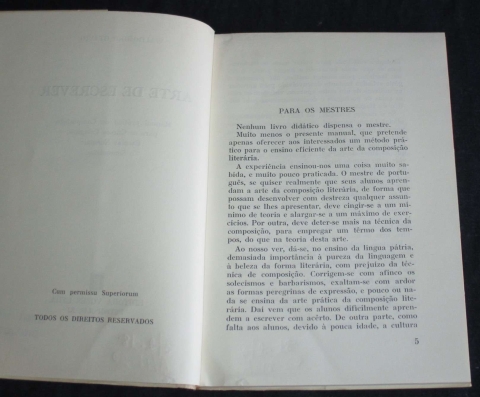 ARTE DE ESCREVER
Cum permissu Superiorum
TODOS OS DIREITOS RESERVADOS
PARA OS MESTRES
Nenhum livro didático dispensa o mestre.
Muito menos o presente manual, que pretende
apenas oferecer aos interessados um método prá-
tico para o ensino eficiente da arte da composição
literária.
A experiência ensinou-nos uma coisa muito sa-
bida, e muito pouco praticada. O mestre de portu-
guês, se quiser realmente que seus alunos apren-
dam a arte da composição literária, de forma que
possam desenvolver com destreza qualquer assun-
to que se lhes apresentar, deve cingir-se a um mí-
nimo de teoria e alargar-se a um máximo de exer-
cícios. Por outra, deve deter-se mais na técnica da
composição, para empregar um têrmo dos tem-
pos, do que na teoria desta arte.
Ao nosso ver, dá-se, no ensino da língua pátria,
demasiada importância à pureza da linguagem e
à beleza da forma literária, com prejuízo da téc-
nica de composição. Corrigem-se com afinco os
solecismos e barbarismos, exaltam-se com ardor
as formas peregrinas de expressão, e pouco ou na-
da se ensina da arte prática da composição lite-
rária. Daí vem que os alunos dificilmente apren-
dem a escrever com acêrto. De outra parte, como
falta aos alunos, devido à pouca idade, a cultura
5